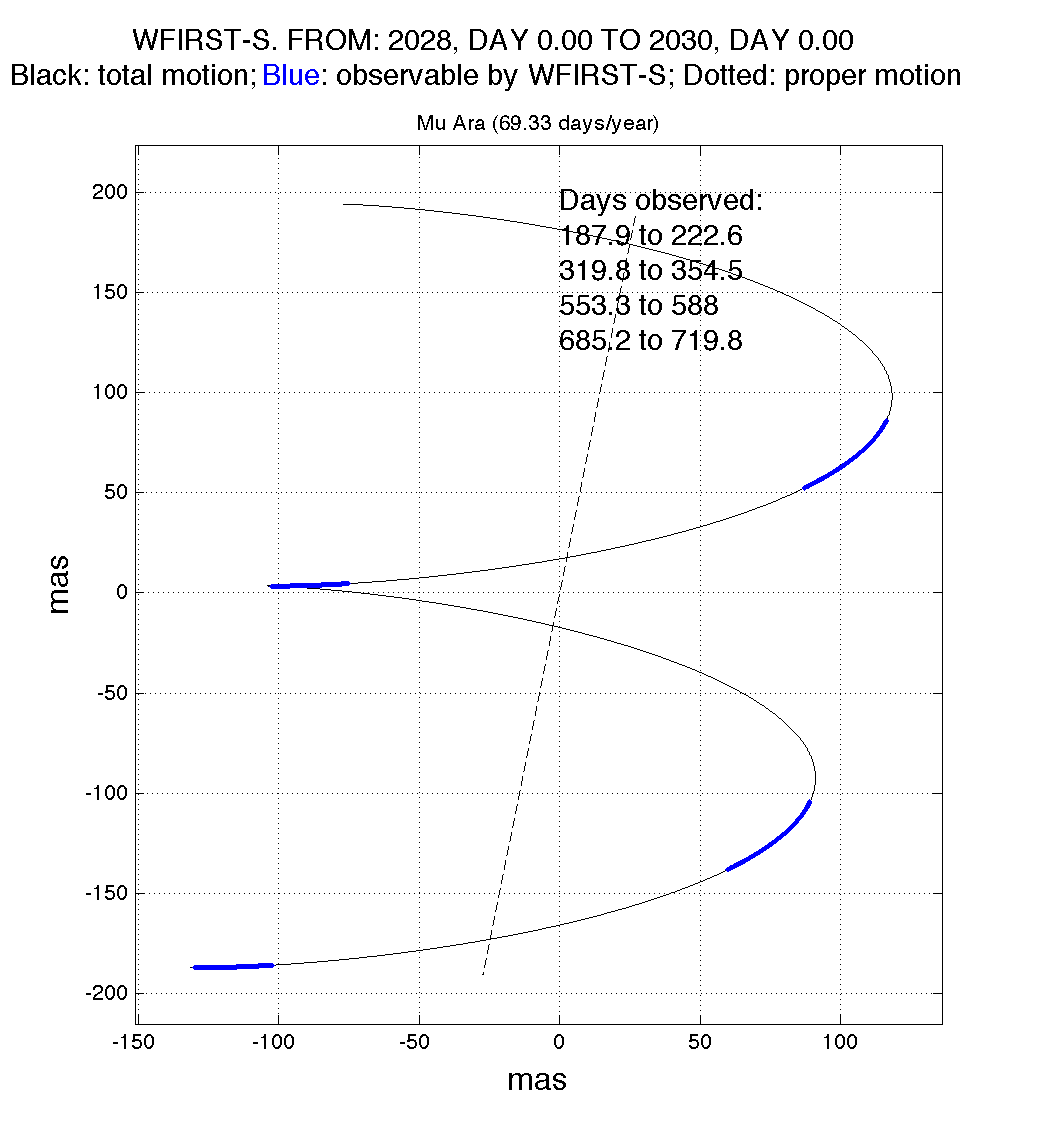 WFIRST-S. FROM: 2028, DAY 0.00 TO 2030, DAY 0.00
Black: total motion; Blue: observable by WFIRST-S; Dotted: proper motion
Mu Ara (69.33 days/year)
Days observed:
187.9 to 222.6
319.8 to 354.5
553.3 to 588
685.2 to 719.8
200
150
100
50
0
-50
-100
-150
-200
mas
-150
-100
-50
0
50
100
mas